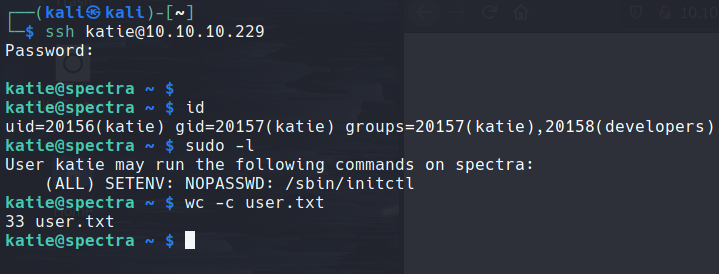 ┌──(kali㉿kali)-[~]
└─$ ssh katie@10.10.10.229
Password:
katie@spectra ~ $
katie@spectra ~ $ id
uid=20156(katie) gid=20157(katie) groups=20157(katie),20158(developers)
katie@spectra ~ $ sudo -l
User katie may run the following commands on spectra:
    (ALL) SETENV: NOPASSWD: /sbin/initctl
katie@spectra ~ $ wc -c user.txt
33 user.txt
katie@spectra ~ $